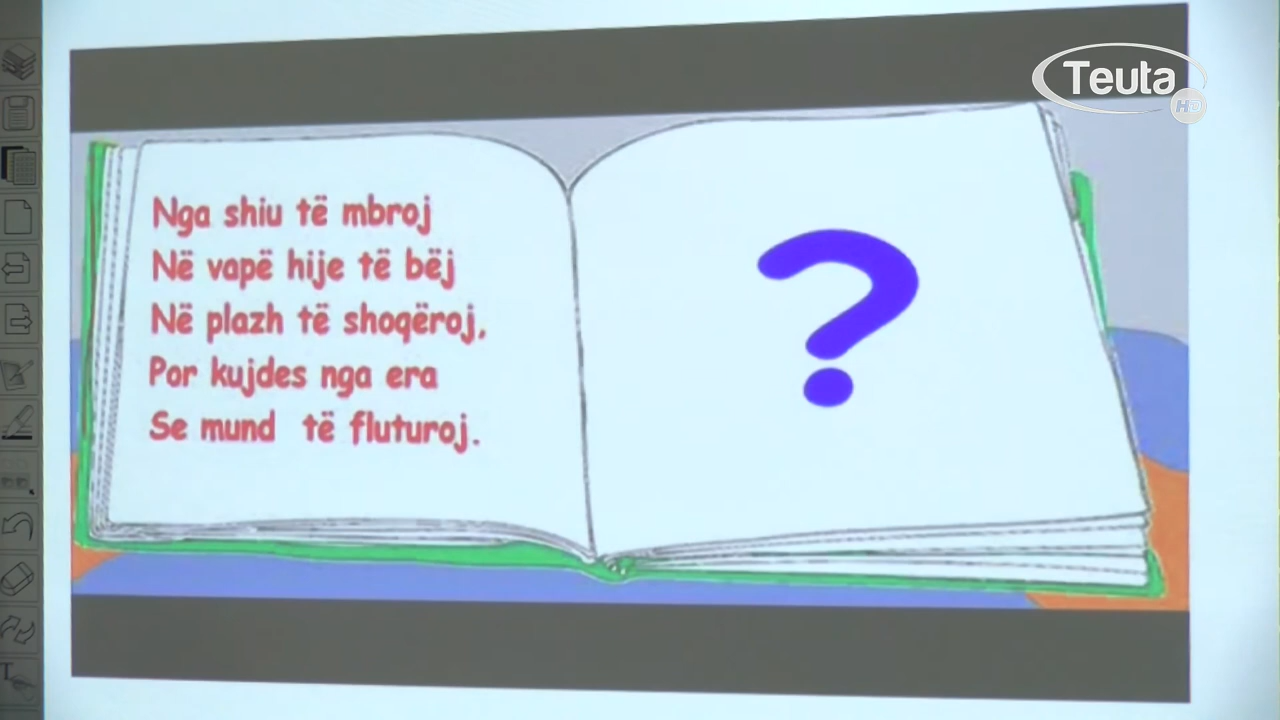 Teuta
HD
Nga shiu të mbroj
Në vapë hije të bëj
Në plazh të shoqëroj,
Por kujdes nga era
Se mund të fluturoj.
?
T